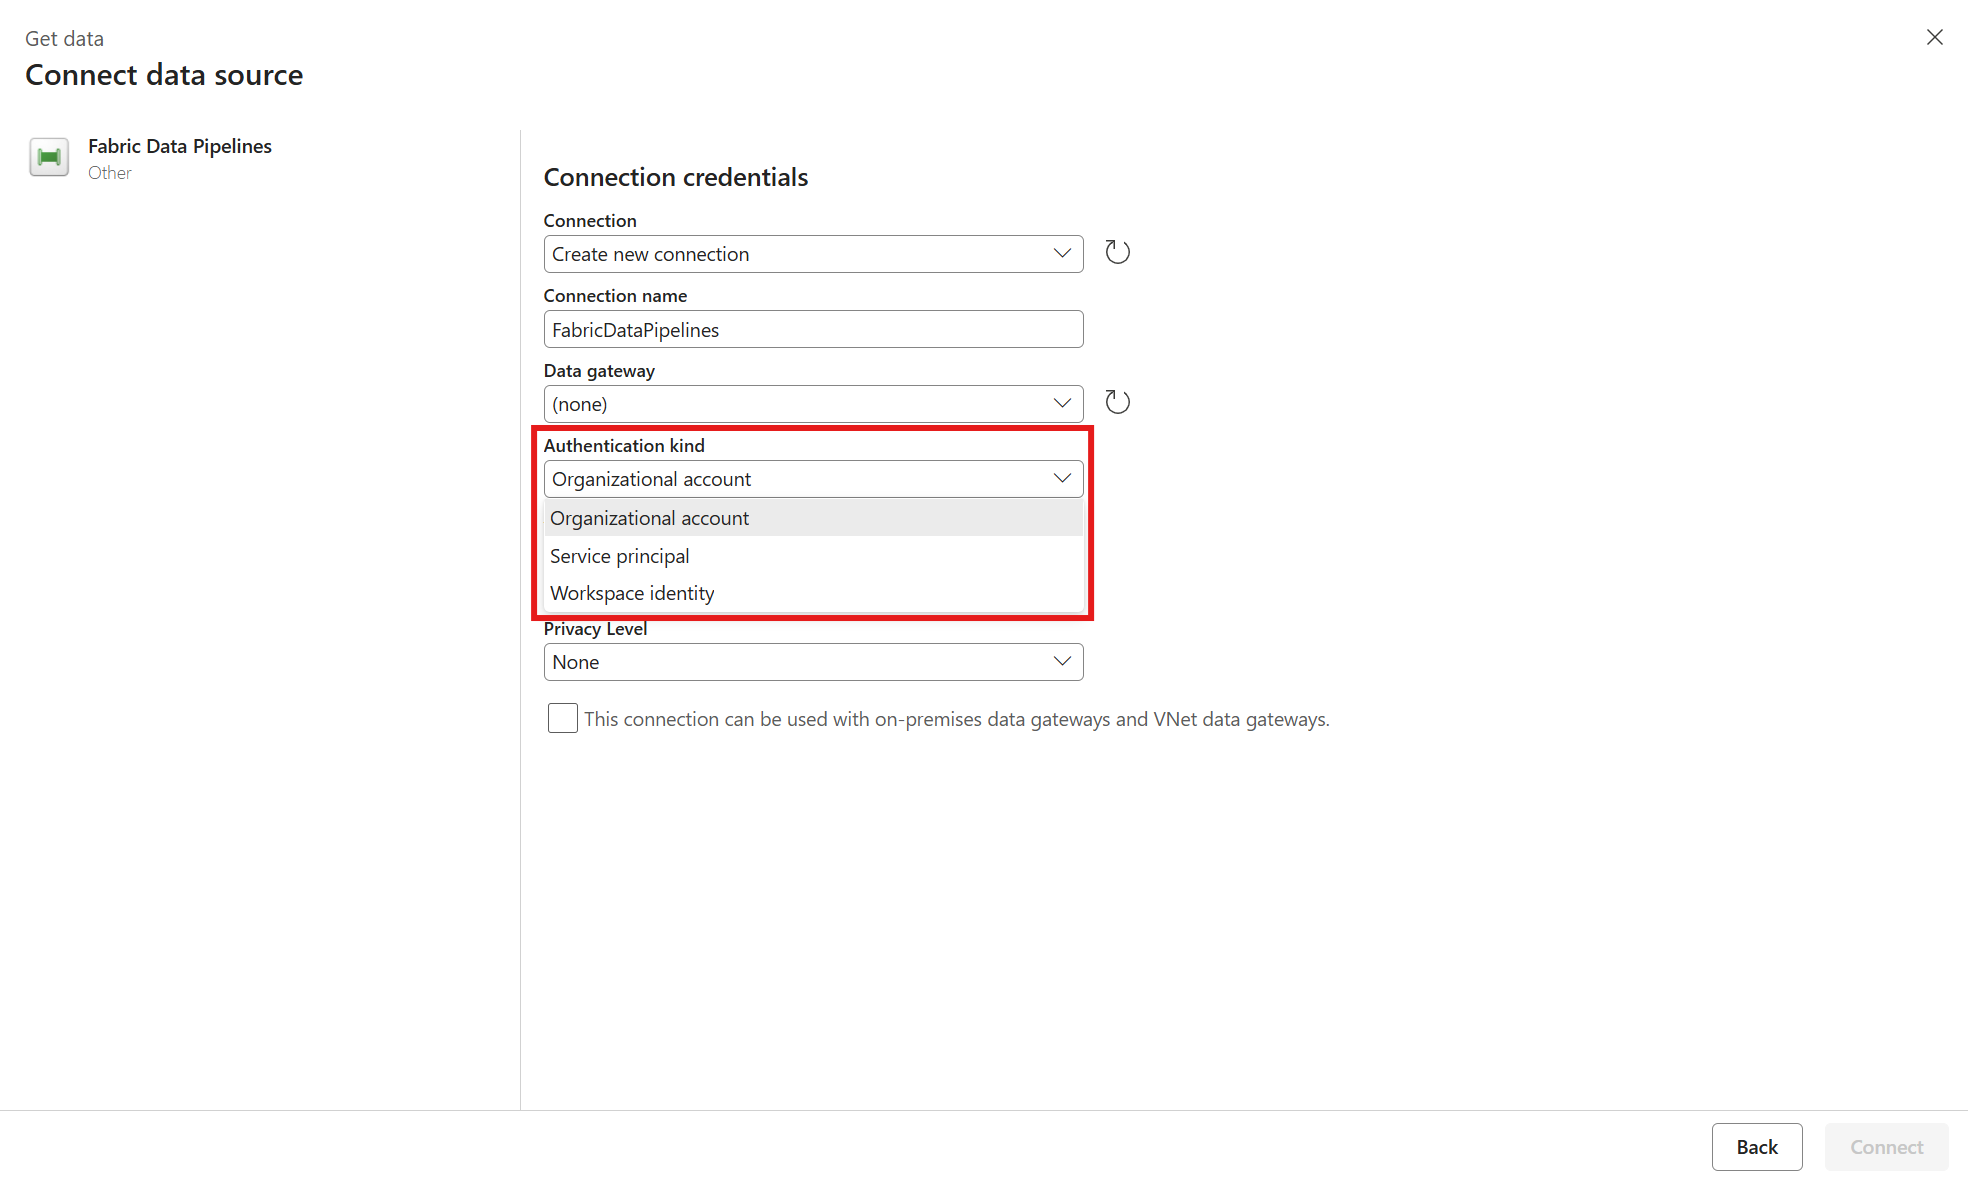 Get data
Connect data source
Fabric Data Pipelines
Other
Connection credentials
Connection
Create new connection
Connection name
FabricDataPipelines
Data gateway
(none)
Authentication kind
Organizational account
Organizational account
Service principal
Workspace identity
Privacy Level
None
This connection can be used with on-premises data gateways and VNet data gateways.
Back
Connect